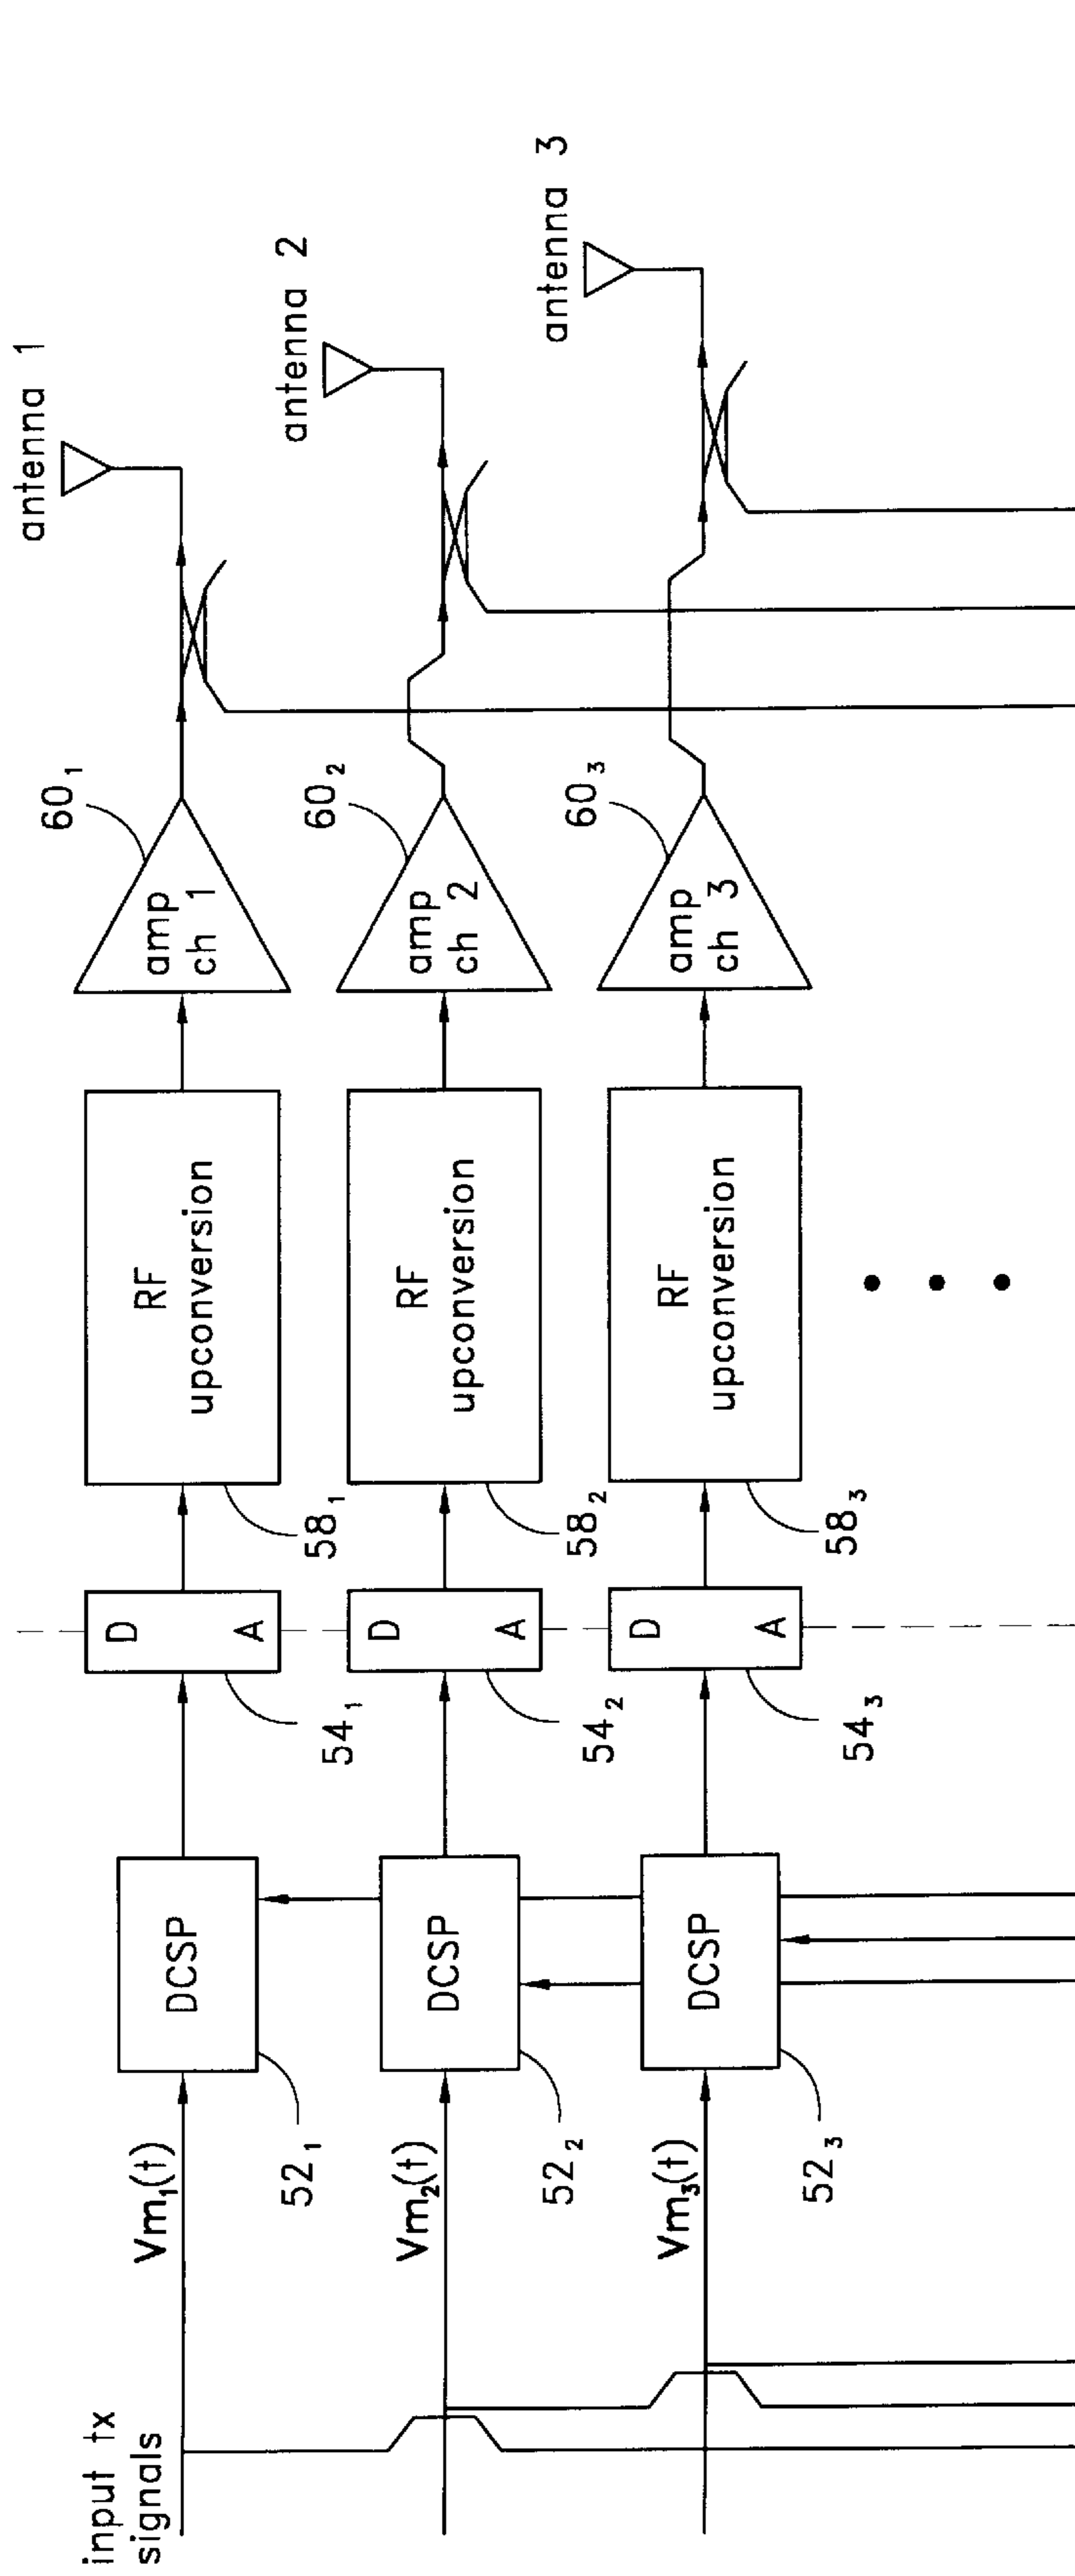 input tx
signals
Vm₁(t)
DCSP
52₁
D
A
54₁
RF
upconversion
58₁
amp
ch 1
60₁
antenna 1
Vm₂(t)
DCSP
52₂
D
A
54₂
RF
upconversion
58₂
amp
ch 2
60₂
antenna 2
Vm₃(t)
DCSP
52₃
D
A
54₃
RF
upconversion
58₃
amp
ch 3
60₃
antenna 3